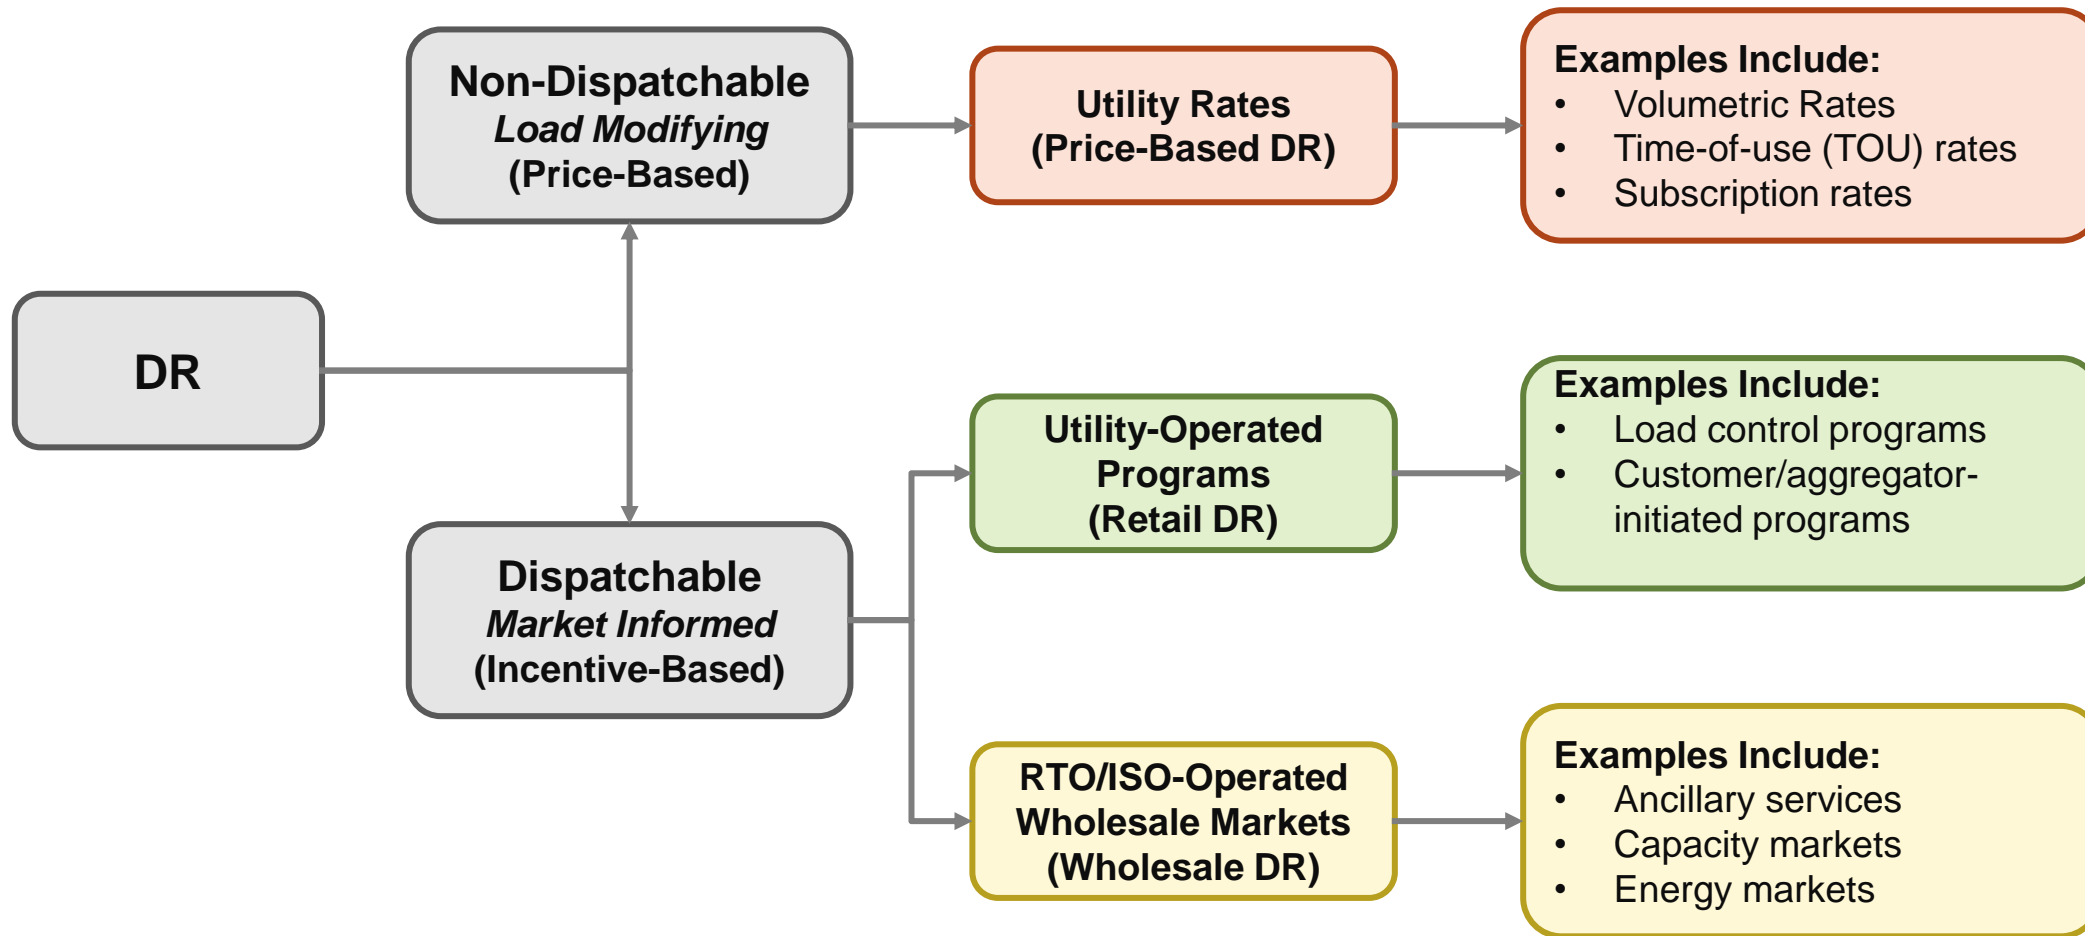 DR
Non-Dispatchable
Load Modifying
(Price-Based)
Utility Rates
(Price-Based DR)
Examples Include:
• Volumetric Rates
• Time-of-use (TOU) rates
• Subscription rates
Dispatchable
Market Informed
(Incentive-Based)
Utility-Operated
Programs
(Retail DR)
Examples Include:
• Load control programs
• Customer/aggregator-
initiated programs
RTO/ISO-Operated
Wholesale Markets
(Wholesale DR)
Examples Include:
• Ancillary services
• Capacity markets
• Energy markets